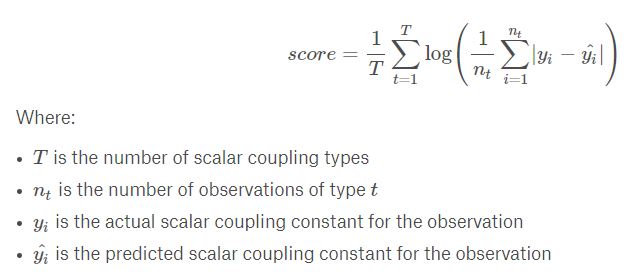 score = \frac{1}{T} \sum_{t=1}^{T} \log \left( \frac{1}{n_t} \sum_{i=1}^{n_t} |y_i - \hat{y_i}| \right)
Where:
• T is the number of scalar coupling types
• n_t is the number of observations of type t
• y_i is the actual scalar coupling constant for the observation
• \hat{y_i} is the predicted scalar coupling constant for the observation